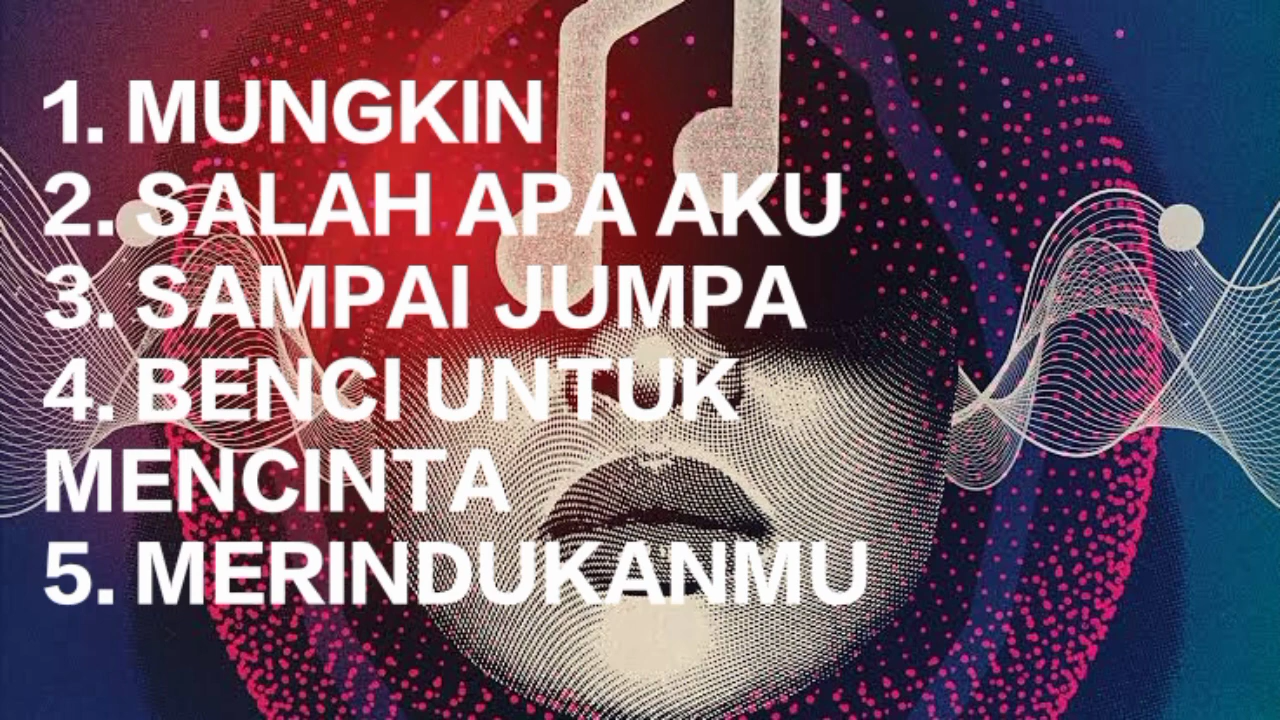 1. MUNGKIN
2. SALAH APA AKU
3. SAMPAI JUMPA
4. BENCI UNTUK
MENCINTA
5. MERINDUKANMU